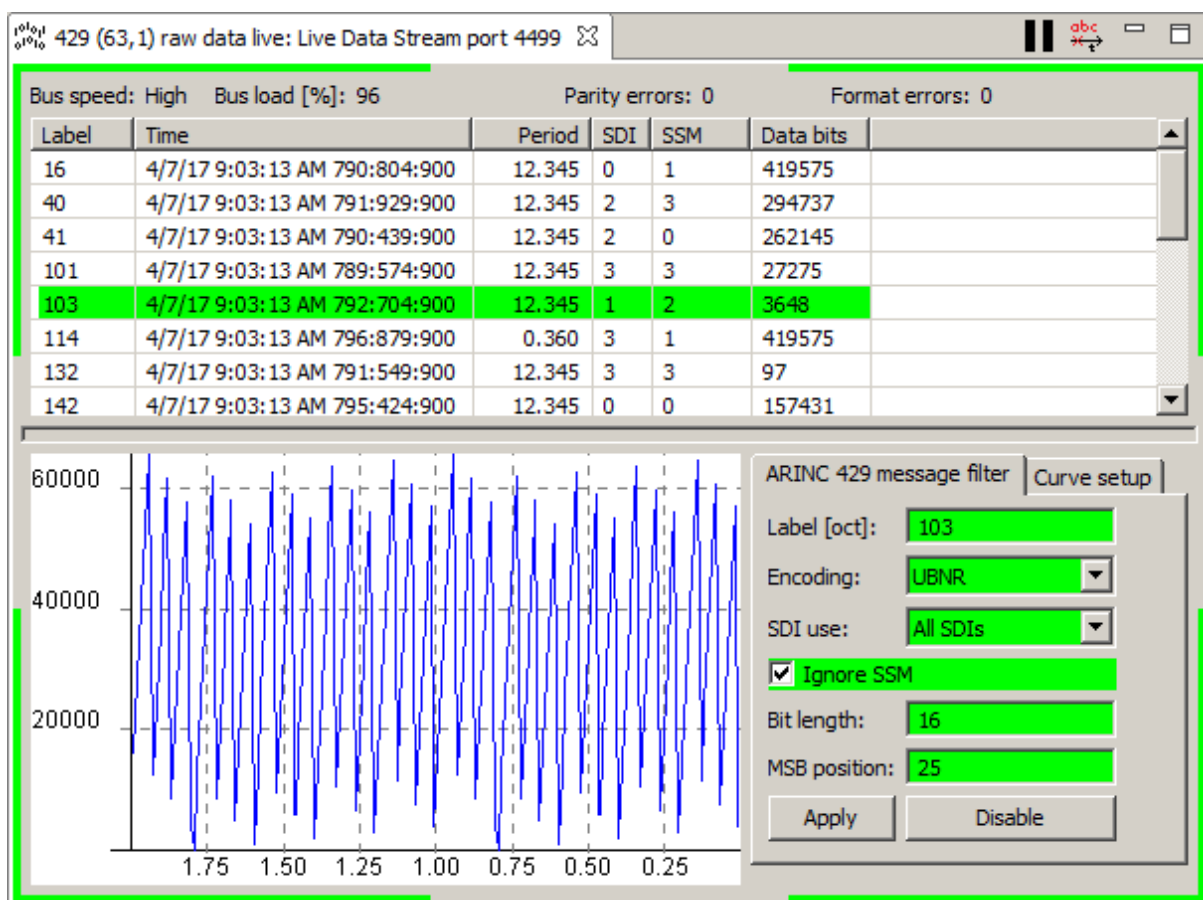 429 (63,1) raw data live: Live Data Stream port 4499
abc
t
Bus speed: High Bus load [%]: 96 Parity errors: 0 Format errors: 0
Label Time Period SDI SSM Data bits
16 4/7/17 9:03:13 AM 790:804:900 12.345 0 1 419575
40 4/7/17 9:03:13 AM 791:929:900 12.345 2 3 294737
41 4/7/17 9:03:13 AM 790:439:900 12.345 2 0 262145
101 4/7/17 9:03:13 AM 789:574:900 12.345 3 3 27275
103 4/7/17 9:03:13 AM 792:704:900 12.345 1 2 3648
114 4/7/17 9:03:13 AM 796:879:900 0.360 3 1 419575
132 4/7/17 9:03:13 AM 791:549:900 12.345 3 3 97
142 4/7/17 9:03:13 AM 795:424:900 12.345 0 0 157431
60000
40000
20000
1.75 1.50 1.25 1.00 0.75 0.50 0.25
ARINC 429 message filter Curve setup
Label [oct]: 103
Encoding: UBNR
SDI use: All SDIs
Ignore SSM
Bit length: 16
MSB position: 25
Apply Disable